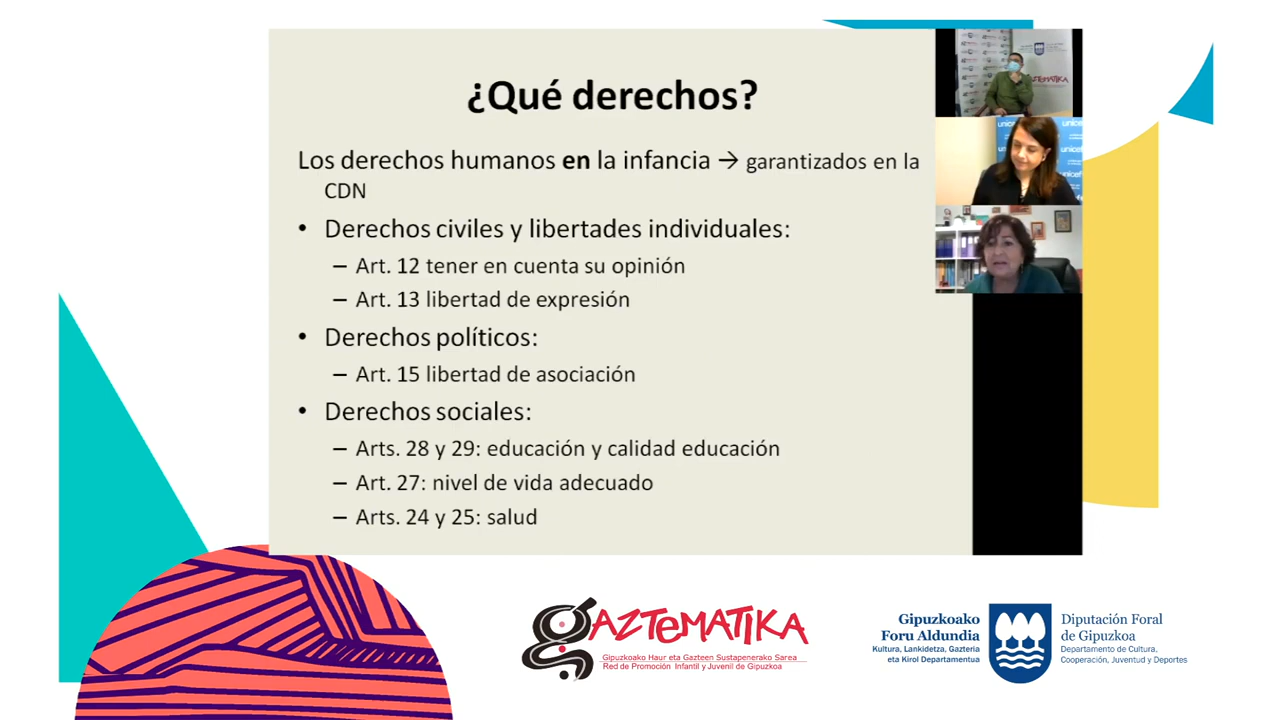 ¿Qué derechos?
Los derechos humanos en la infancia → garantizados en la
CDN
• Derechos civiles y libertades individuales:
– Art. 12 tener en cuenta su opinión
– Art. 13 libertad de expresión
• Derechos políticos:
– Art. 15 libertad de asociación
• Derechos sociales:
– Arts. 28 y 29: educación y calidad educación
– Art. 27: nivel de vida adecuado
– Arts. 24 y 25: salud
unicef
GAZTEMATIKA
Gipuzkoako Haur eta Gazteen Sustapenerako Sarea
Red de Promoción Infantil y Juvenil de Gipuzkoa
Gipuzkoako
Foru Aldundia
Kultura, Lankidetza, Gazteria
eta Kirol Departamentua
Diputación Foral
de Gipuzkoa
Departamento de Cultura,
Cooperación, Juventud y Deportes